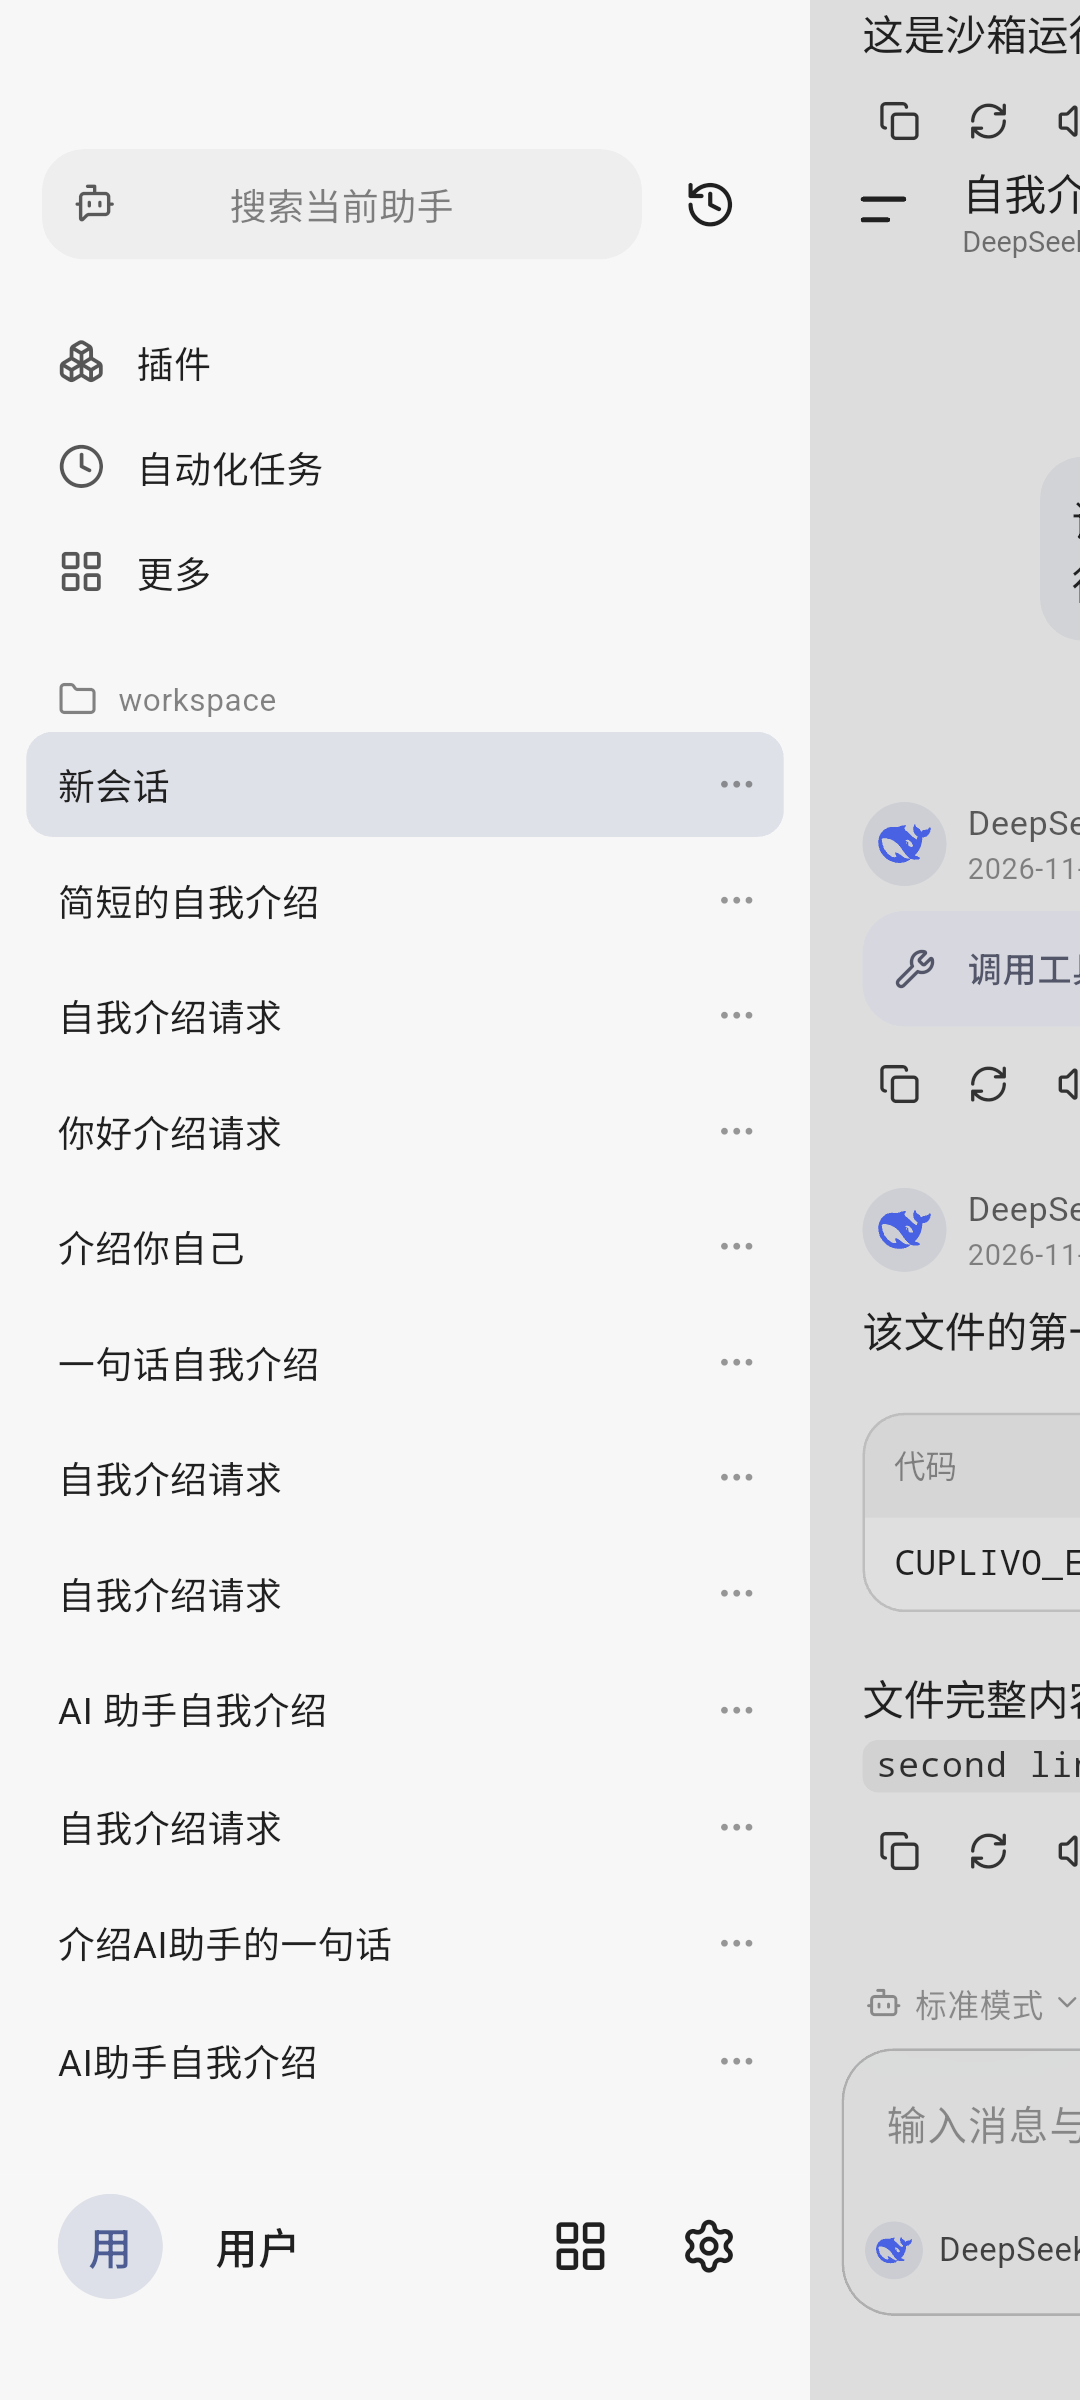 搜索当前助手
插件
自动化任务
更多
workspace
新会话
简短的自我介绍
自我介绍请求
你好介绍请求
介绍你自己
一句话自我介绍
自我介绍请求
自我介绍请求
AI 助手自我介绍
自我介绍请求
介绍AI助手的一句话
AI助手自我介绍
用
用户
这是沙箱运行
自我介
DeepSeek
DeepSe
2026-11-
调用工具
DeepSe
2026-11-
该文件的第一
代码
CUPLIVO_E
文件完整内容
second lin
标准模式
输入消息与
DeepSeek